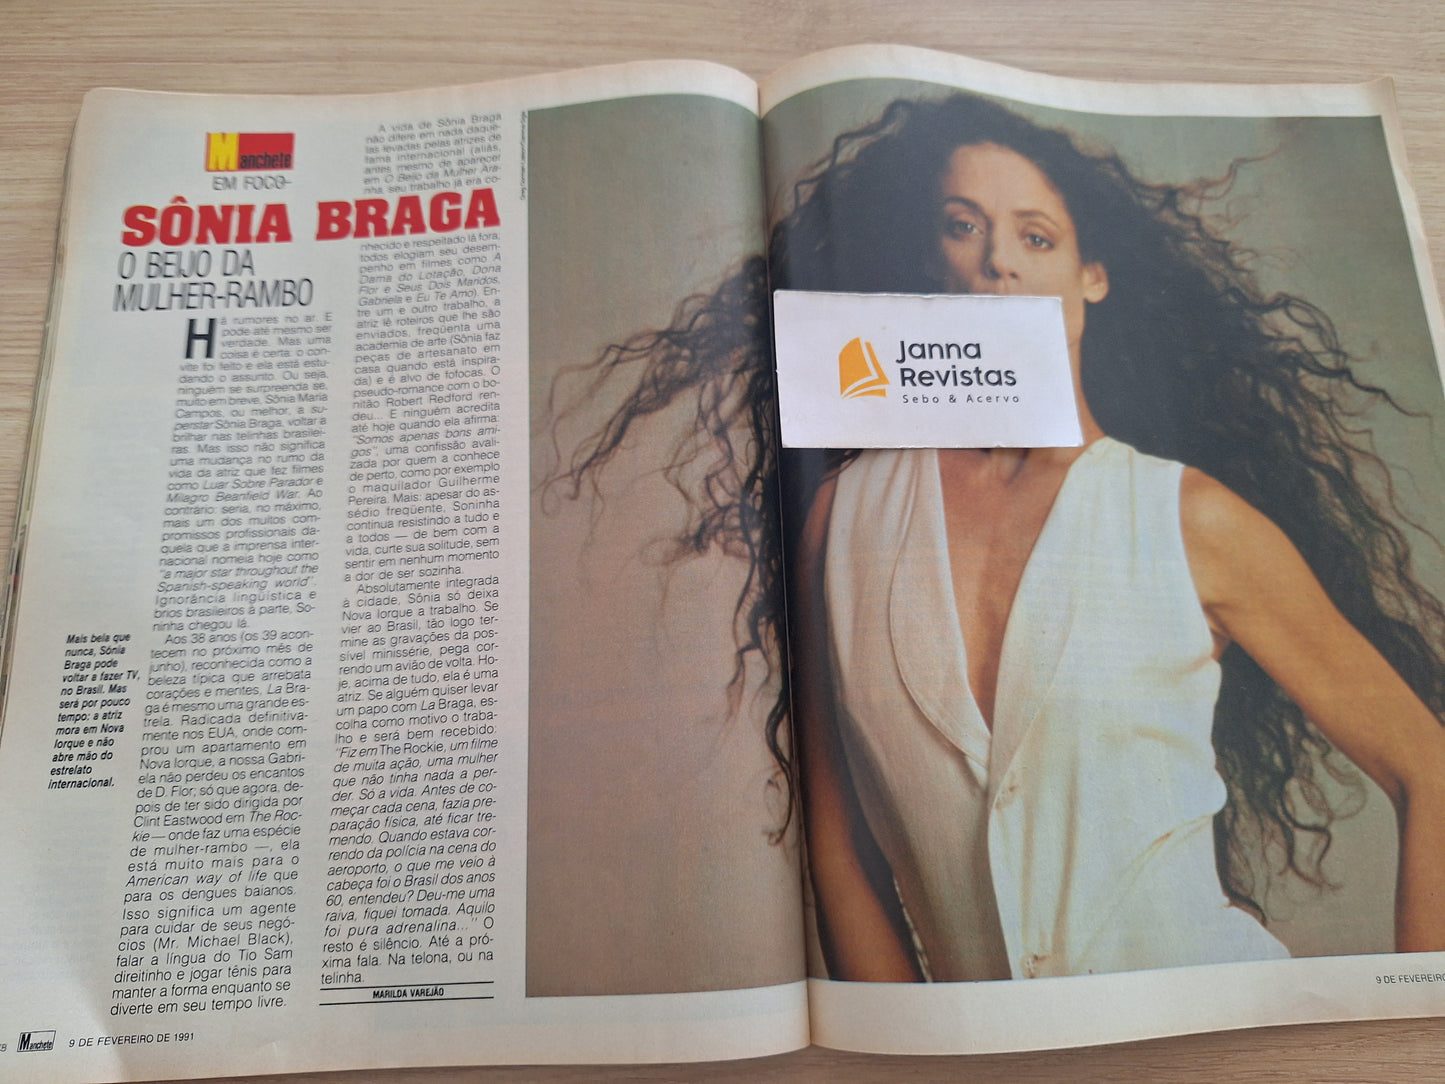 Manchete
EM FOCO
SÔNIA BRAGA
O BEIJO DA
MULHER-RAMBO
Há rumores no ar. E
pode até mesmo ser
verdade. Mas uma
coisa é certa: o con-
vite foi feito e ela está estu-
dando o assunto. Ou seja,
ninguém se surpreenda se,
muito em breve, Sônia Maria
Campos, ou melhor, a su-
perstar Sônia Braga, voltar a
brilhar nas telinhas brasilei-
ras. Mas isso não significa
uma mudança no rumo da
vida da atriz que fez filmes
como Luar Sobre Parador e
Milagro Beanfield War. Ao
contrário: seria, no máximo,
mais um dos muitos com-
promissos profissionais da-
quela que a imprensa inter-
nacional nomeia hoje como
"a major star throughout the
Spanish-speaking world".
Ignorância lingüística e
brios brasileiros à parte, So-
ninha chegou lá.
Aos 38 anos (os 39 acon-
tecem no próximo mês de
junho), reconhecida como a
beleza típica que arrebata
corações e mentes, La Bra-
ga é mesmo uma grande es-
trela. Radicada definitiva-
mente nos EUA, onde com-
prou um apartamento em
Nova Iorque, a nossa Gabri-
ela não perdeu os encantos
de D. Flor; só que agora, de-
pois de ter sido dirigida por
Clint Eastwood em The Roc-
kie — onde faz uma espécie
de mulher-rambo —, ela
está muito mais para o
American way of life que
para os dengues baianos.
Isso significa um agente
para cuidar de seus negó-
cios (Mr. Michael Black),
falar a língua do Tio Sam
direitinho e jogar tênis para
manter a forma enquanto se
diverte em seu tempo livre.
A vida de Sônia Braga
não difere em nada daque-
las levadas pelas atrizes de
fama internacional (aliás,
antes mesmo de aparecer
em O Beijo da Mulher Ara-
nha, seu trabalho já era co-
nhecido e respeitado lá fora;
todos elogiam seu desem-
penho em filmes como A
Dama do Lotação, Dona
Flor e Seus Dois Maridos,
Gabriela e Eu Te Amo). En-
tre um e outro trabalho, a
atriz lê roteiros que lhe são
enviados, freqüenta uma
academia de arte (Sônia faz
peças de artesanato em
casa quando está inspira-
da) e é alvo de fofocas. O
pseudo-romance com o bo-
nitão Robert Redford ren-
deu... E ninguém acredita
até hoje quando ela afirma:
"Somos apenas bons ami-
gos", uma confissão avali-
zada por quem a conhece
de perto, como por exemplo
o maquilador Guilherme
Pereira. Mais: apesar do as-
sédio freqüente, Soninha
continua resistindo a tudo e
a todos — de bem com a
vida, curte sua solitude, sem
sentir em nenhum momento
a dor de ser sozinha.
Absolutamente integrada
à cidade, Sônia só deixa
Nova Iorque a trabalho. Se
vier ao Brasil, tão logo ter-
mine as gravações da pos-
sível minissérie, pega cor-
rendo um avião de volta. Ho-
je, acima de tudo, ela é uma
atriz. Se alguém quiser levar
um papo com La Braga, es-
colha como motivo o traba-
lho e será bem recebido:
"Fiz em The Rockie, um filme
de muita ação, uma mulher
que não tinha nada a per-
der. Só a vida. Antes de co-
meçar cada cena, fazia pre-
paração física, até ficar tre-
mendo. Quando estava cor-
rendo da polícia na cena do
aeroporto, o que me veio à
cabeça foi o Brasil dos anos
60, entendeu? Deu-me uma
raiva, fiquei tomada. Aquilo
foi pura adrenalina..." O
resto é silêncio. Até a pró-
xima fala. Na telona, ou na
telinha.
MARILDA VAREJÃO
Mais bela que
nunca, Sônia
Braga pode
voltar a fazer TV,
no Brasil. Mas
será por pouco
tempo: a atriz
mora em Nova
Iorque e não
abre mão do
estrelato
internacional.
Manchete 9 DE FEVEREIRO DE 1991
Janna
Revistas
Sebo & Acervo
9 DE FEVEREIRO